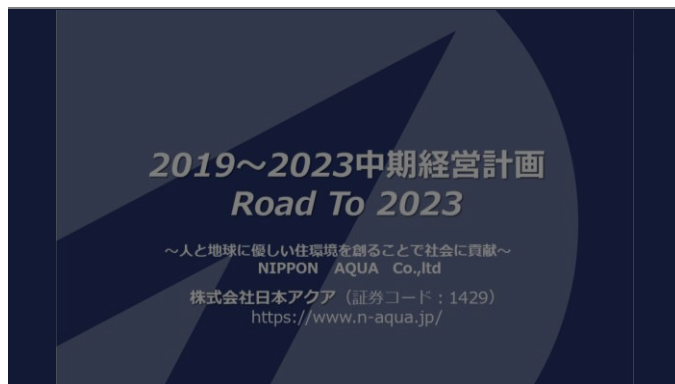 2019～2023中期経営計画
Road To 2023
～人と地球に優しい住環境を創ることで社会に貢献～
NIPPON AQUA Co.,ltd
株式会社日本アクア（証券コード：1429）
https://www.n-aqua.jp/